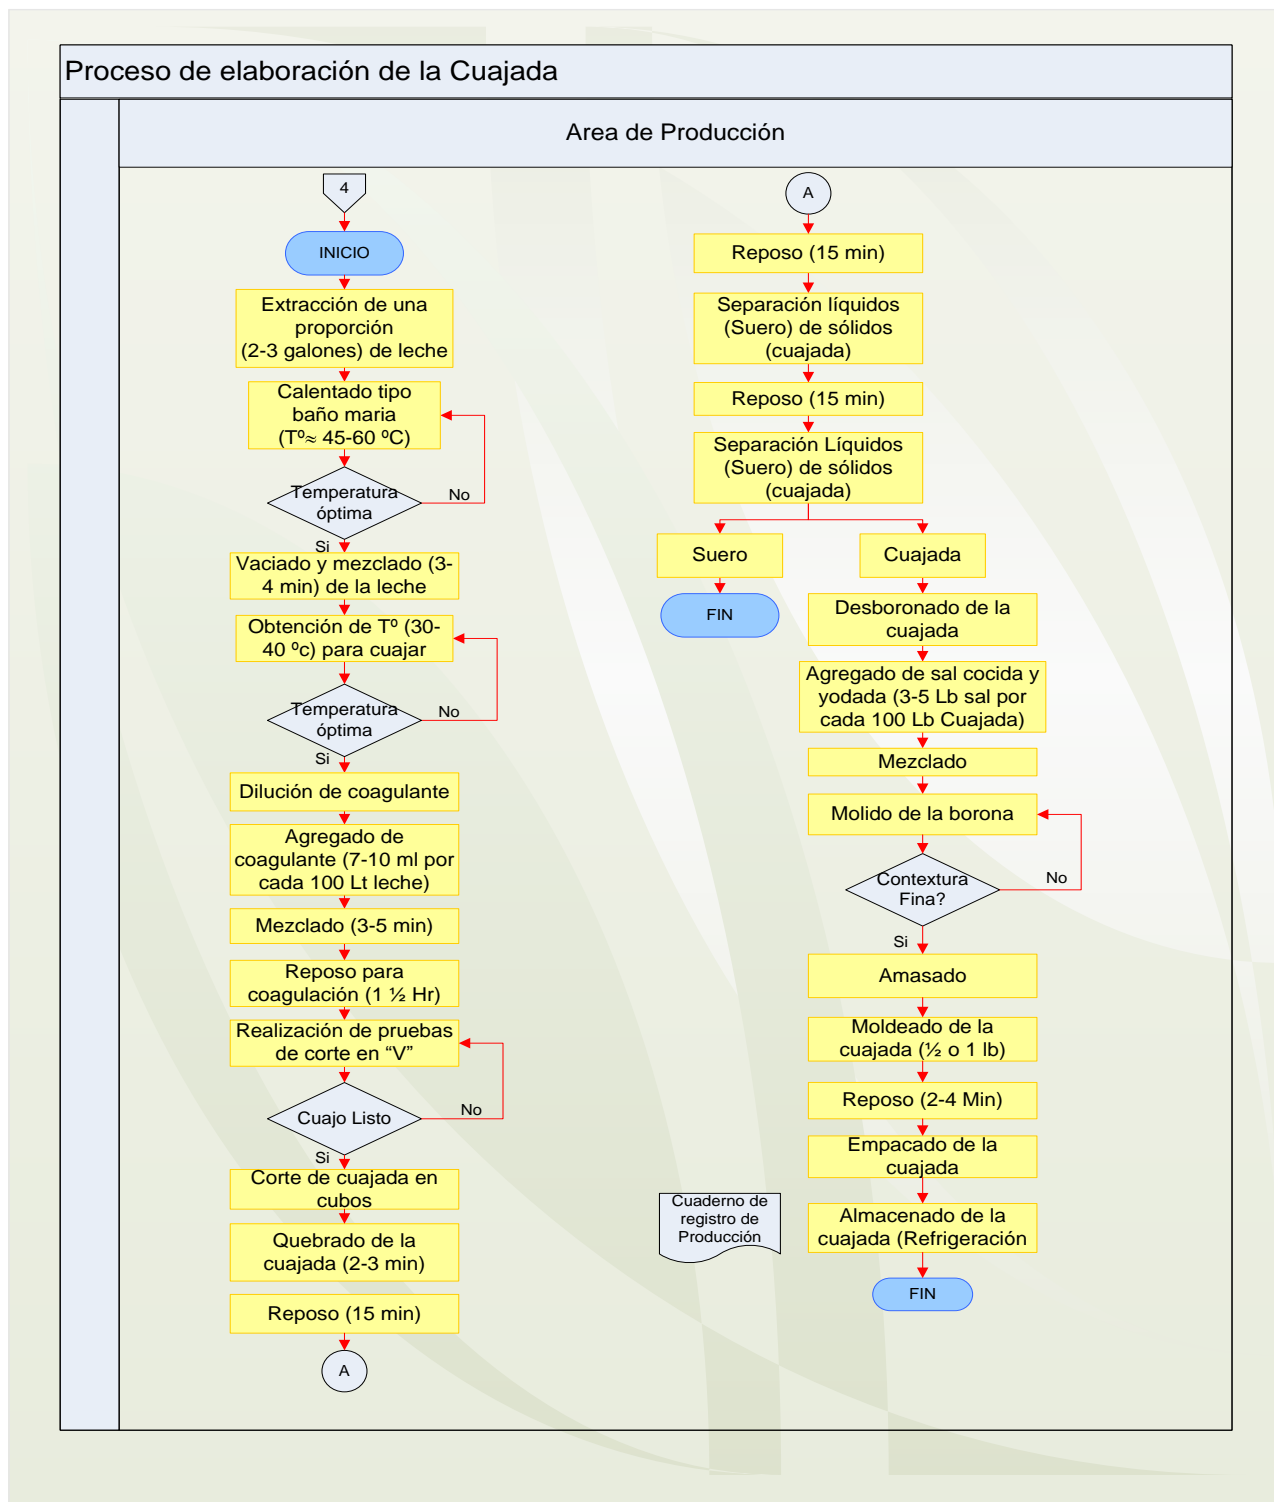 Proceso de elaboración de la Cuajada
Area de Producción
4
INICIO
Extracción de una
proporción
(2-3 galones) de leche
Calentado tipo
baño maria
(Tº≈ 45-60 ºC)
Temperatura
óptima
No
Si
Vaciado y mezclado (3-
4 min) de la leche
Obtención de Tº (30-
40 ºc) para cuajar
Temperatura
óptima
No
Si
Dilución de coagulante
Agregado de
coagulante (7-10 ml por
cada 100 Lt leche)
Mezclado (3-5 min)
Reposo para
coagulación (1 ½ Hr)
Realización de pruebas
de corte en “V”
Cuajo Listo
No
Si
Corte de cuajada en
cubos
Quebrado de la
cuajada (2-3 min)
Reposo (15 min)
A
A
Reposo (15 min)
Separación líquidos
(Suero) de sólidos
(cuajada)
Reposo (15 min)
Separación Líquidos
(Suero) de sólidos
(cuajada)
Suero
FIN
Cuajada
Desboronado de la
cuajada
Agregado de sal cocida y
yodada (3-5 Lb sal por
cada 100 Lb Cuajada)
Mezclado
Molido de la borona
Contextura
Fina?
No
Si
Amasado
Moldeado de la
cuajada (½ o 1 lb)
Reposo (2-4 Min)
Empacado de la
cuajada
Almacenado de la
cuajada (Refrigeración
FIN
Cuaderno de
registro de
Producción